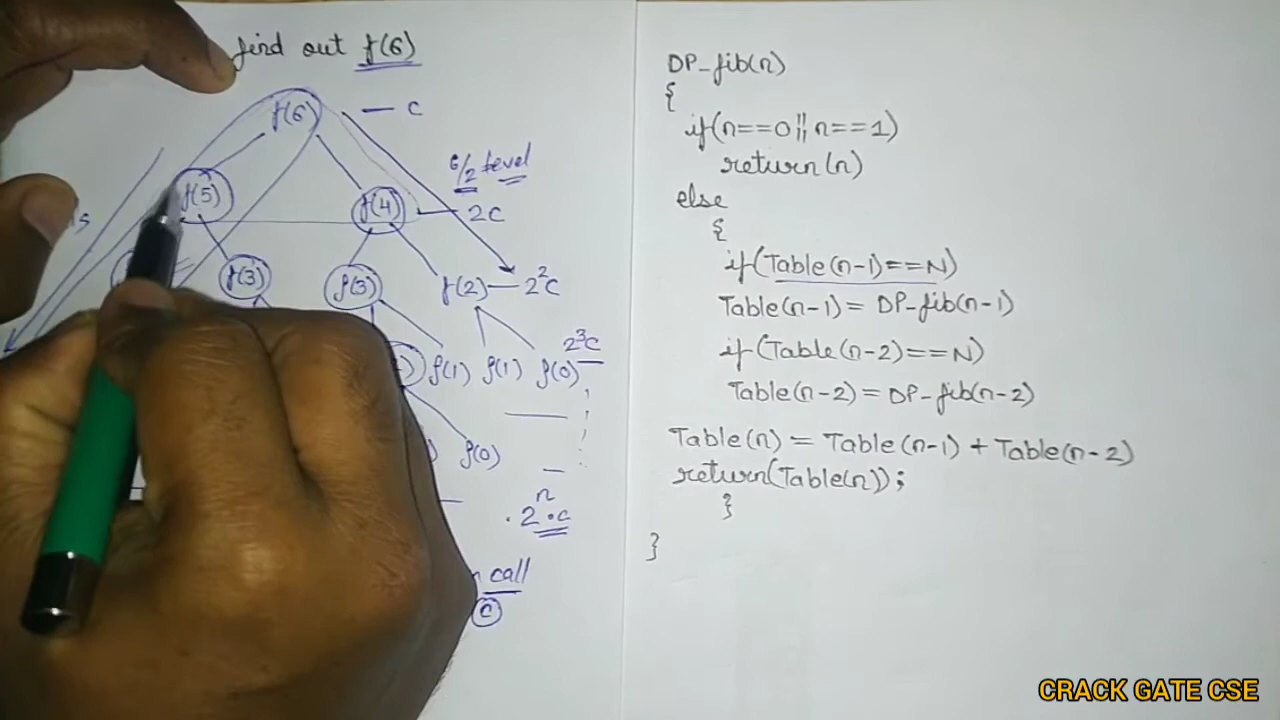 find out f(6)
f(6) — c
6/2 level
f(5) f(4) — 2c
f(3) f(3) f(2) — 2²c
2³c
f(1) f(1) f(0)
f(0)
2ⁿ·c
call
c
DP_fib(n)
{
if(n==0||n==1)
return(n)
else
{
if(Table(n-1)==N)
Table(n-1)=DP_fib(n-1)
if(Table(n-2)==N)
Table(n-2)=DP_fib(n-2)
Table(n)=Table(n-1)+Table(n-2)
return(Table(n));
}
}
CRACK GATE CSE